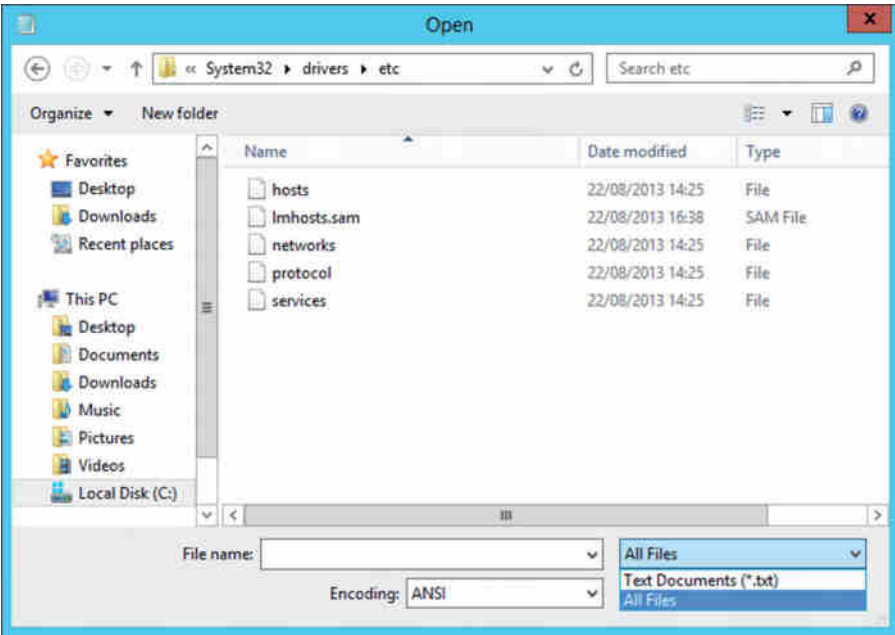 Open
x
« System32 ▸ drivers ▸ etc
Search etc
Organize
New folder
Favorites
Desktop
Downloads
Recent places
This PC
Desktop
Documents
Downloads
Music
Pictures
Videos
Local Disk (C:)
Name Date modified Type
hosts 22/08/2013 14:25 File
lmhosts.sam 22/08/2013 16:38 SAM File
networks 22/08/2013 14:25 File
protocol 22/08/2013 14:25 File
services 22/08/2013 14:25 File
File name:
All Files
Text Documents (*.txt)
All Files
Encoding: ANSI